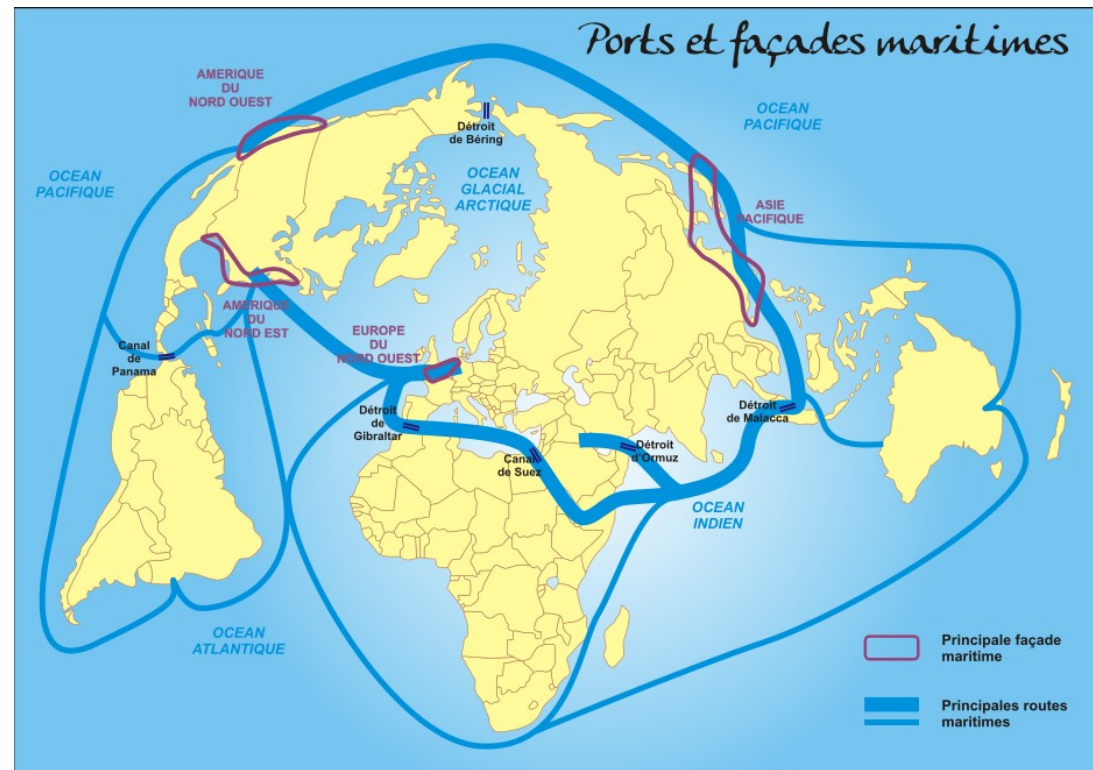 Ports et façades maritimes
AMERIQUE
DU
NORD OUEST
OCEAN
PACIFIQUE
Détroit
de Béring
OCEAN
PACIFIQUE
OCEAN
GLACIAL
ARCTIQUE
ASIE
PACIFIQUE
AMERIQUE
DU
NORD EST
EUROPE
DU
NORD OUEST
Canal
de
Panama
Détroit
de
Gibraltar
Détroit
de Malacca
Canal
de Suez
Détroit
d'Ormuz
OCEAN
INDIEN
OCEAN
ATLANTIQUE
Principale façade
maritime
Principales routes
maritimes